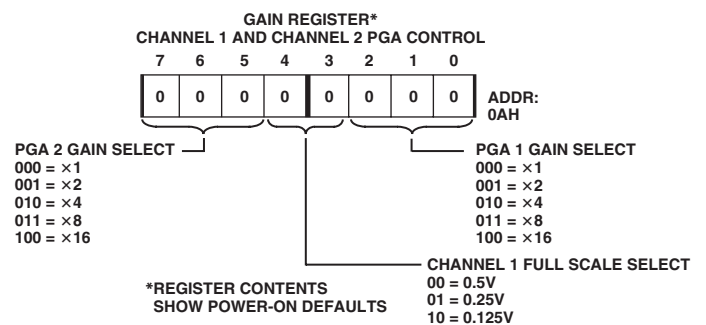 GAIN REGISTER*
CHANNEL 1 AND CHANNEL 2 PGA CONTROL
7 6 5 4 3 2 1 0
0 0 0 0 0 0 0 0
ADDR:
0AH
PGA 2 GAIN SELECT
000 = ×1
001 = ×2
010 = ×4
011 = ×8
100 = ×16
PGA 1 GAIN SELECT
000 = ×1
001 = ×2
010 = ×4
011 = ×8
100 = ×16
CHANNEL 1 FULL SCALE SELECT
00 = 0.5V
01 = 0.25V
10 = 0.125V
*REGISTER CONTENTS
SHOW POWER-ON DEFAULTS